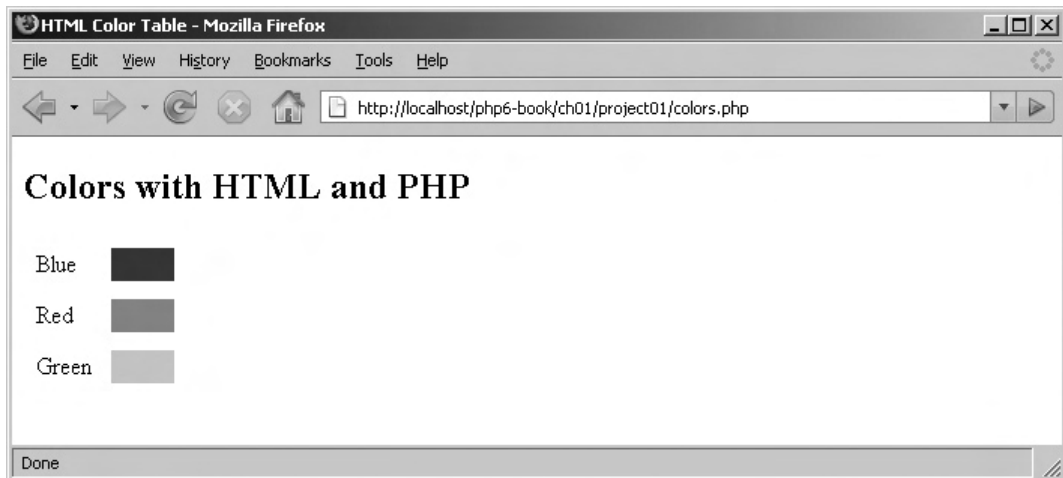 HTML Color Table - Mozilla Firefox
File Edit View History Bookmarks Tools Help
http://localhost/php6-book/ch01/project01/colors.php
Colors with HTML and PHP
Blue
Red
Green
Done